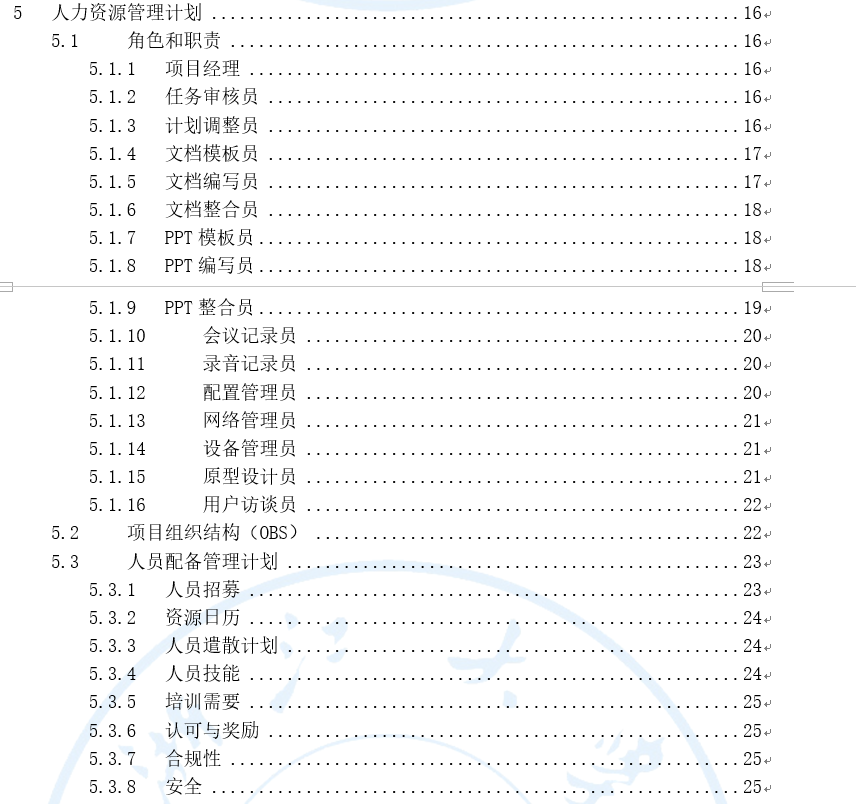 5 人力资源管理计划 ........................................ 16
5.1 角色和职责 ........................................ 16
5.1.1 项目经理 ........................................ 16
5.1.2 任务审核员 ........................................ 16
5.1.3 计划调整员 ........................................ 16
5.1.4 文档模板员 ........................................ 17
5.1.5 文档编写员 ........................................ 17
5.1.6 文档整合员 ........................................ 18
5.1.7 PPT 模板员 ........................................ 18
5.1.8 PPT 编写员 ........................................ 18
5.1.9 PPT 整合员 ........................................ 19
5.1.10 会议记录员 ........................................ 20
5.1.11 录音记录员 ........................................ 20
5.1.12 配置管理员 ........................................ 20
5.1.13 网络管理员 ........................................ 21
5.1.14 设备管理员 ........................................ 21
5.1.15 原型设计员 ........................................ 21
5.1.16 用户访谈员 ........................................ 22
5.2 项目组织结构（OBS） ........................................ 22
5.3 人员配备管理计划 ........................................ 23
5.3.1 人员招募 ........................................ 23
5.3.2 资源日历 ........................................ 24
5.3.3 人员遣散计划 ........................................ 24
5.3.4 人员技能 ........................................ 24
5.3.5 培训需要 ........................................ 25
5.3.6 认可与奖励 ........................................ 25
5.3.7 合规性 ........................................ 25
5.3.8 安全 ........................................ 25
浙江大学